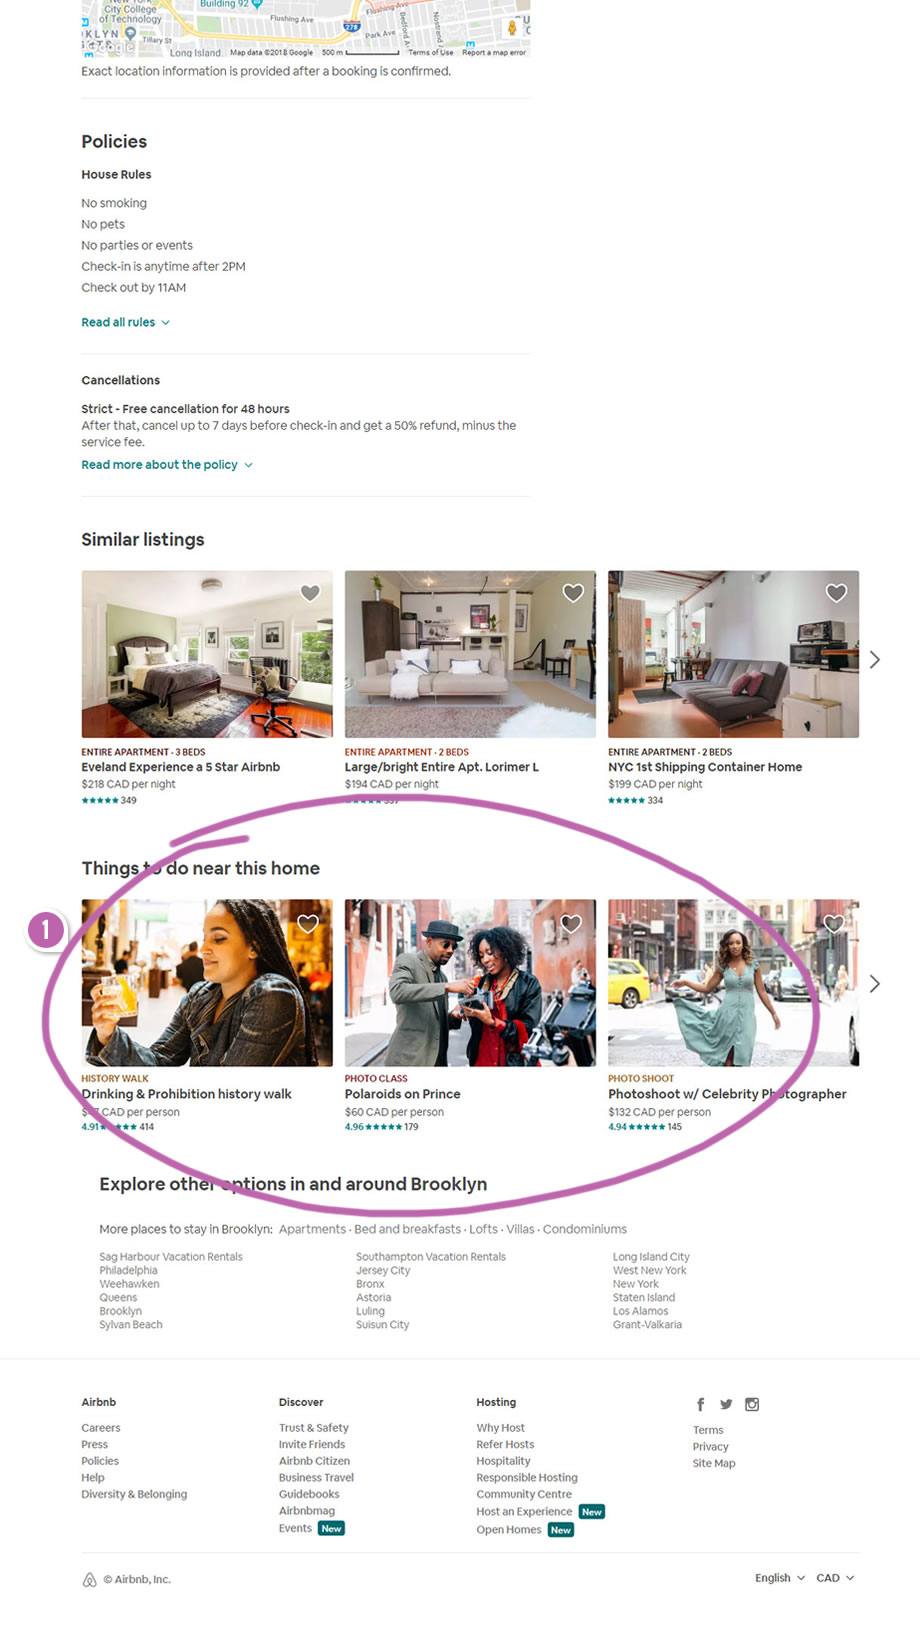 York City
College of Technology
Building 92
Flushing Ave
Flushing Ave
278
Park Ave
Bedford Av
Nostrand
KLYN
Tillary St
Google
Long Island
Map data ©2018 Google
500 m
Terms of Use
Report a map error
Exact location information is provided after a booking is confirmed.
Policies
House Rules
No smoking
No pets
No parties or events
Check-in is anytime after 2PM
Check out by 11AM
Read all rules
Cancellations
Strict - Free cancellation for 48 hours
After that, cancel up to 7 days before check-in and get a 50% refund, minus the
service fee.
Read more about the policy
Similar listings
ENTIRE APARTMENT · 3 BEDS
Eveland Experience a 5 Star Airbnb
$218 CAD per night
349
ENTIRE APARTMENT · 2 BEDS
Large/bright Entire Apt. Lorimer L
$194 CAD per night
337
ENTIRE APARTMENT · 2 BEDS
NYC 1st Shipping Container Home
$199 CAD per night
334
Things to do near this home
1
HISTORY WALK
Drinking & Prohibition history walk
CAD per person
4.91 414
PHOTO CLASS
Polaroids on Prince
$60 CAD per person
4.96 179
PHOTO SHOOT
Photoshoot w/ Celebrity Photographer
$132 CAD per person
4.94 145
Explore other options in and around Brooklyn
More places to stay in Brooklyn: Apartments · Bed and breakfasts · Lofts · Villas · Condominiums
Sag Harbour Vacation Rentals
Philadelphia
Weehawken
Queens
Brooklyn
Sylvan Beach
Southampton Vacation Rentals
Jersey City
Bronx
Astoria
Luling
Suisun City
Long Island City
West New York
New York
Staten Island
Los Alamos
Grant-Valkaria
Airbnb
Careers
Press
Policies
Help
Diversity & Belonging
Discover
Trust & Safety
Invite Friends
Airbnb Citizen
Business Travel
Guidebooks
Airbnbmag
Events New
Hosting
Why Host
Refer Hosts
Hospitality
Responsible Hosting
Community Centre
Host an Experience New
Open Homes New
Terms
Privacy
Site Map
© Airbnb, Inc.
English
CAD